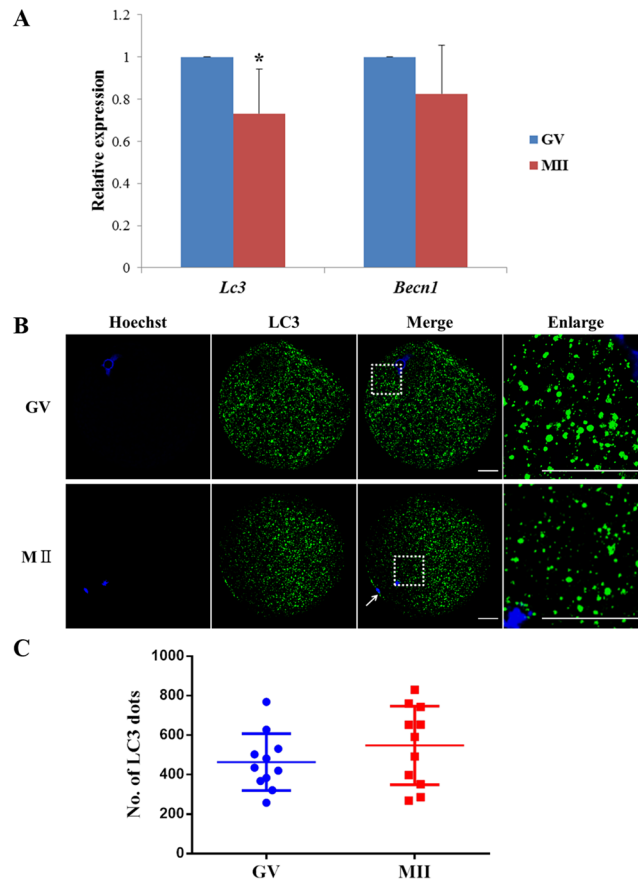 A
1.2
1
0.8
0.6
0.4
0.2
0
Relative expression
*
Lc3
Becn1
GV
MII
B
Hoechst
LC3
Merge
Enlarge
GV
MⅡ
C
1000
800
600
400
200
0
No. of LC3 dots
GV
MII